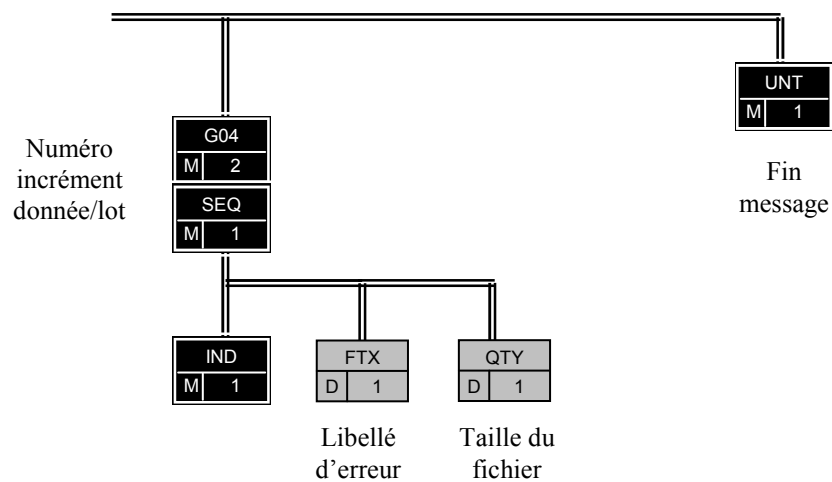 UNT
M 1
Fin
message
G04
M 2
Numéro
incrément
donnée/lot
SEQ
M 1
IND
M 1
FTX
D 1
Libellé
d’erreur
QTY
D 1
Taille du
fichier